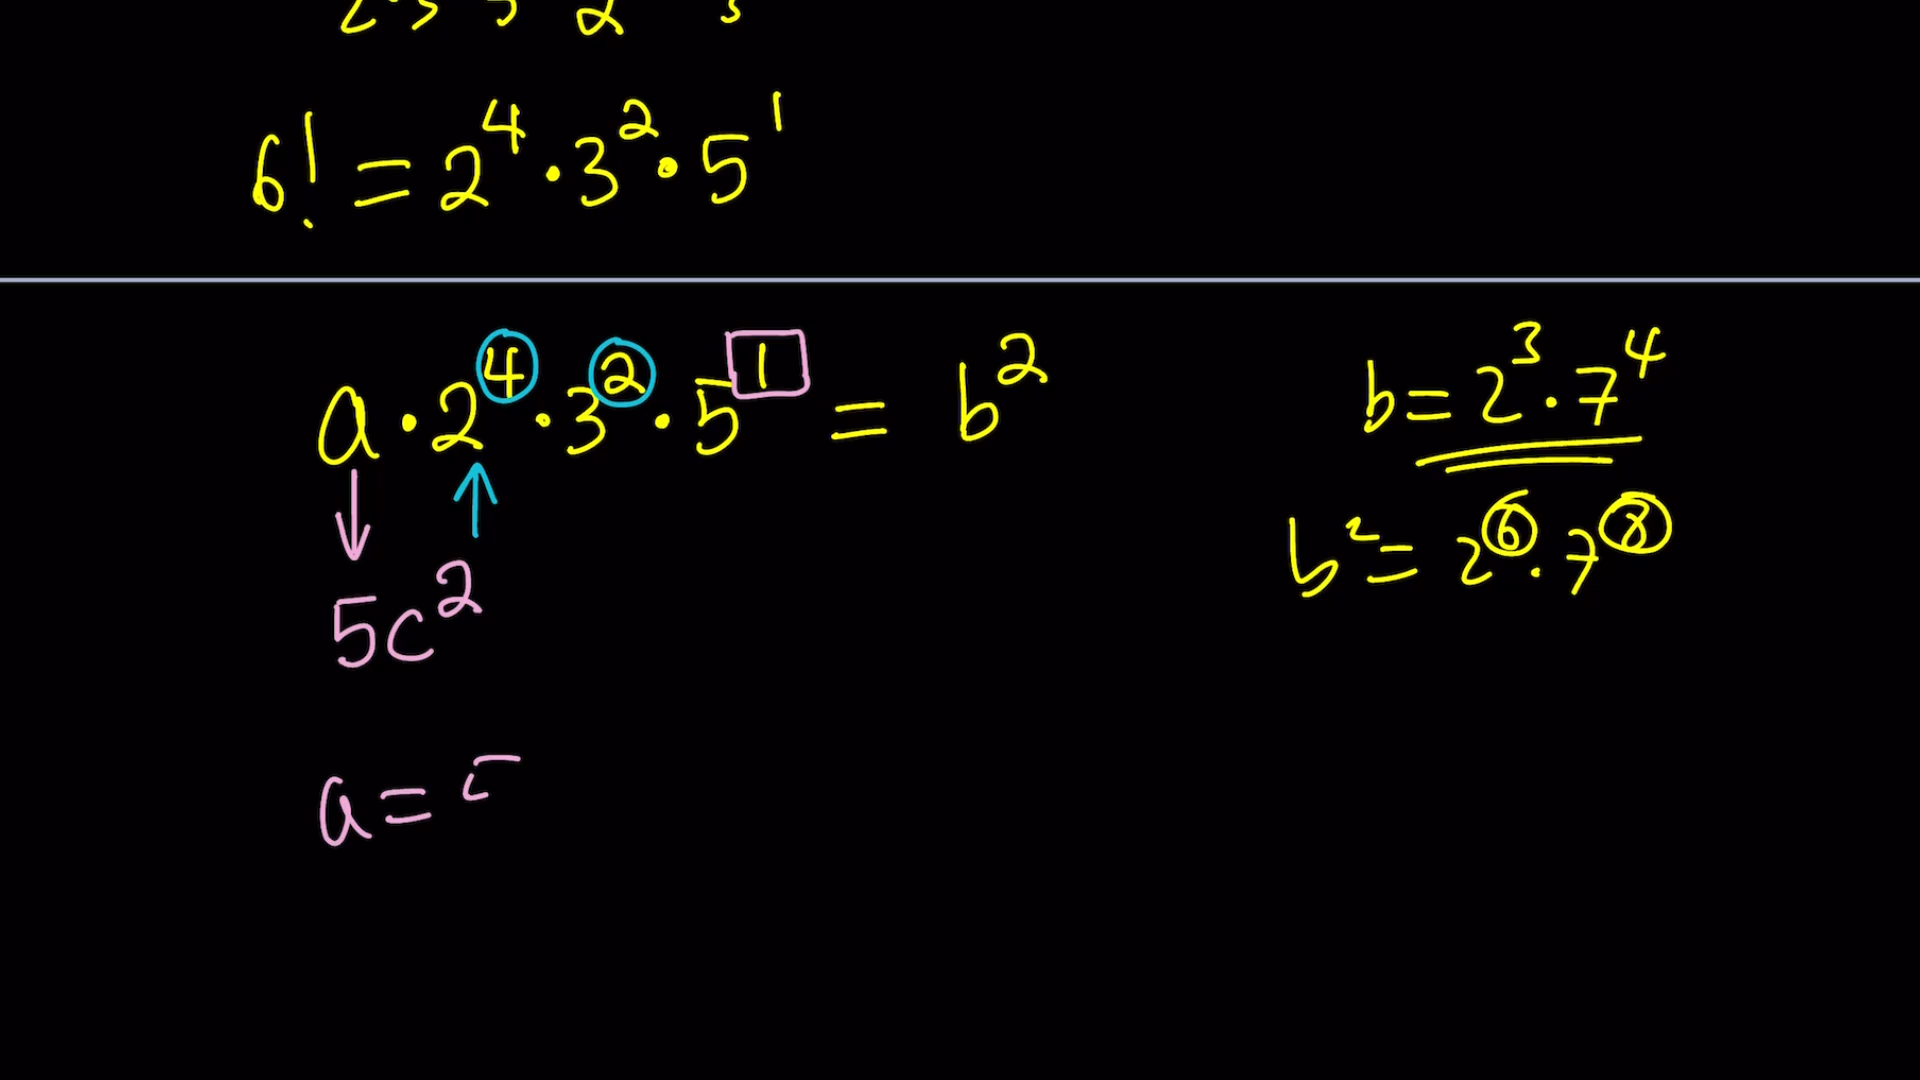 6! = 2⁴ · 3² · 5¹
a · 2⁴ · 3² · 5¹ = b²
5c²
a =
b = 2³ · 7⁴
b² = 2⁶ · 7⁸